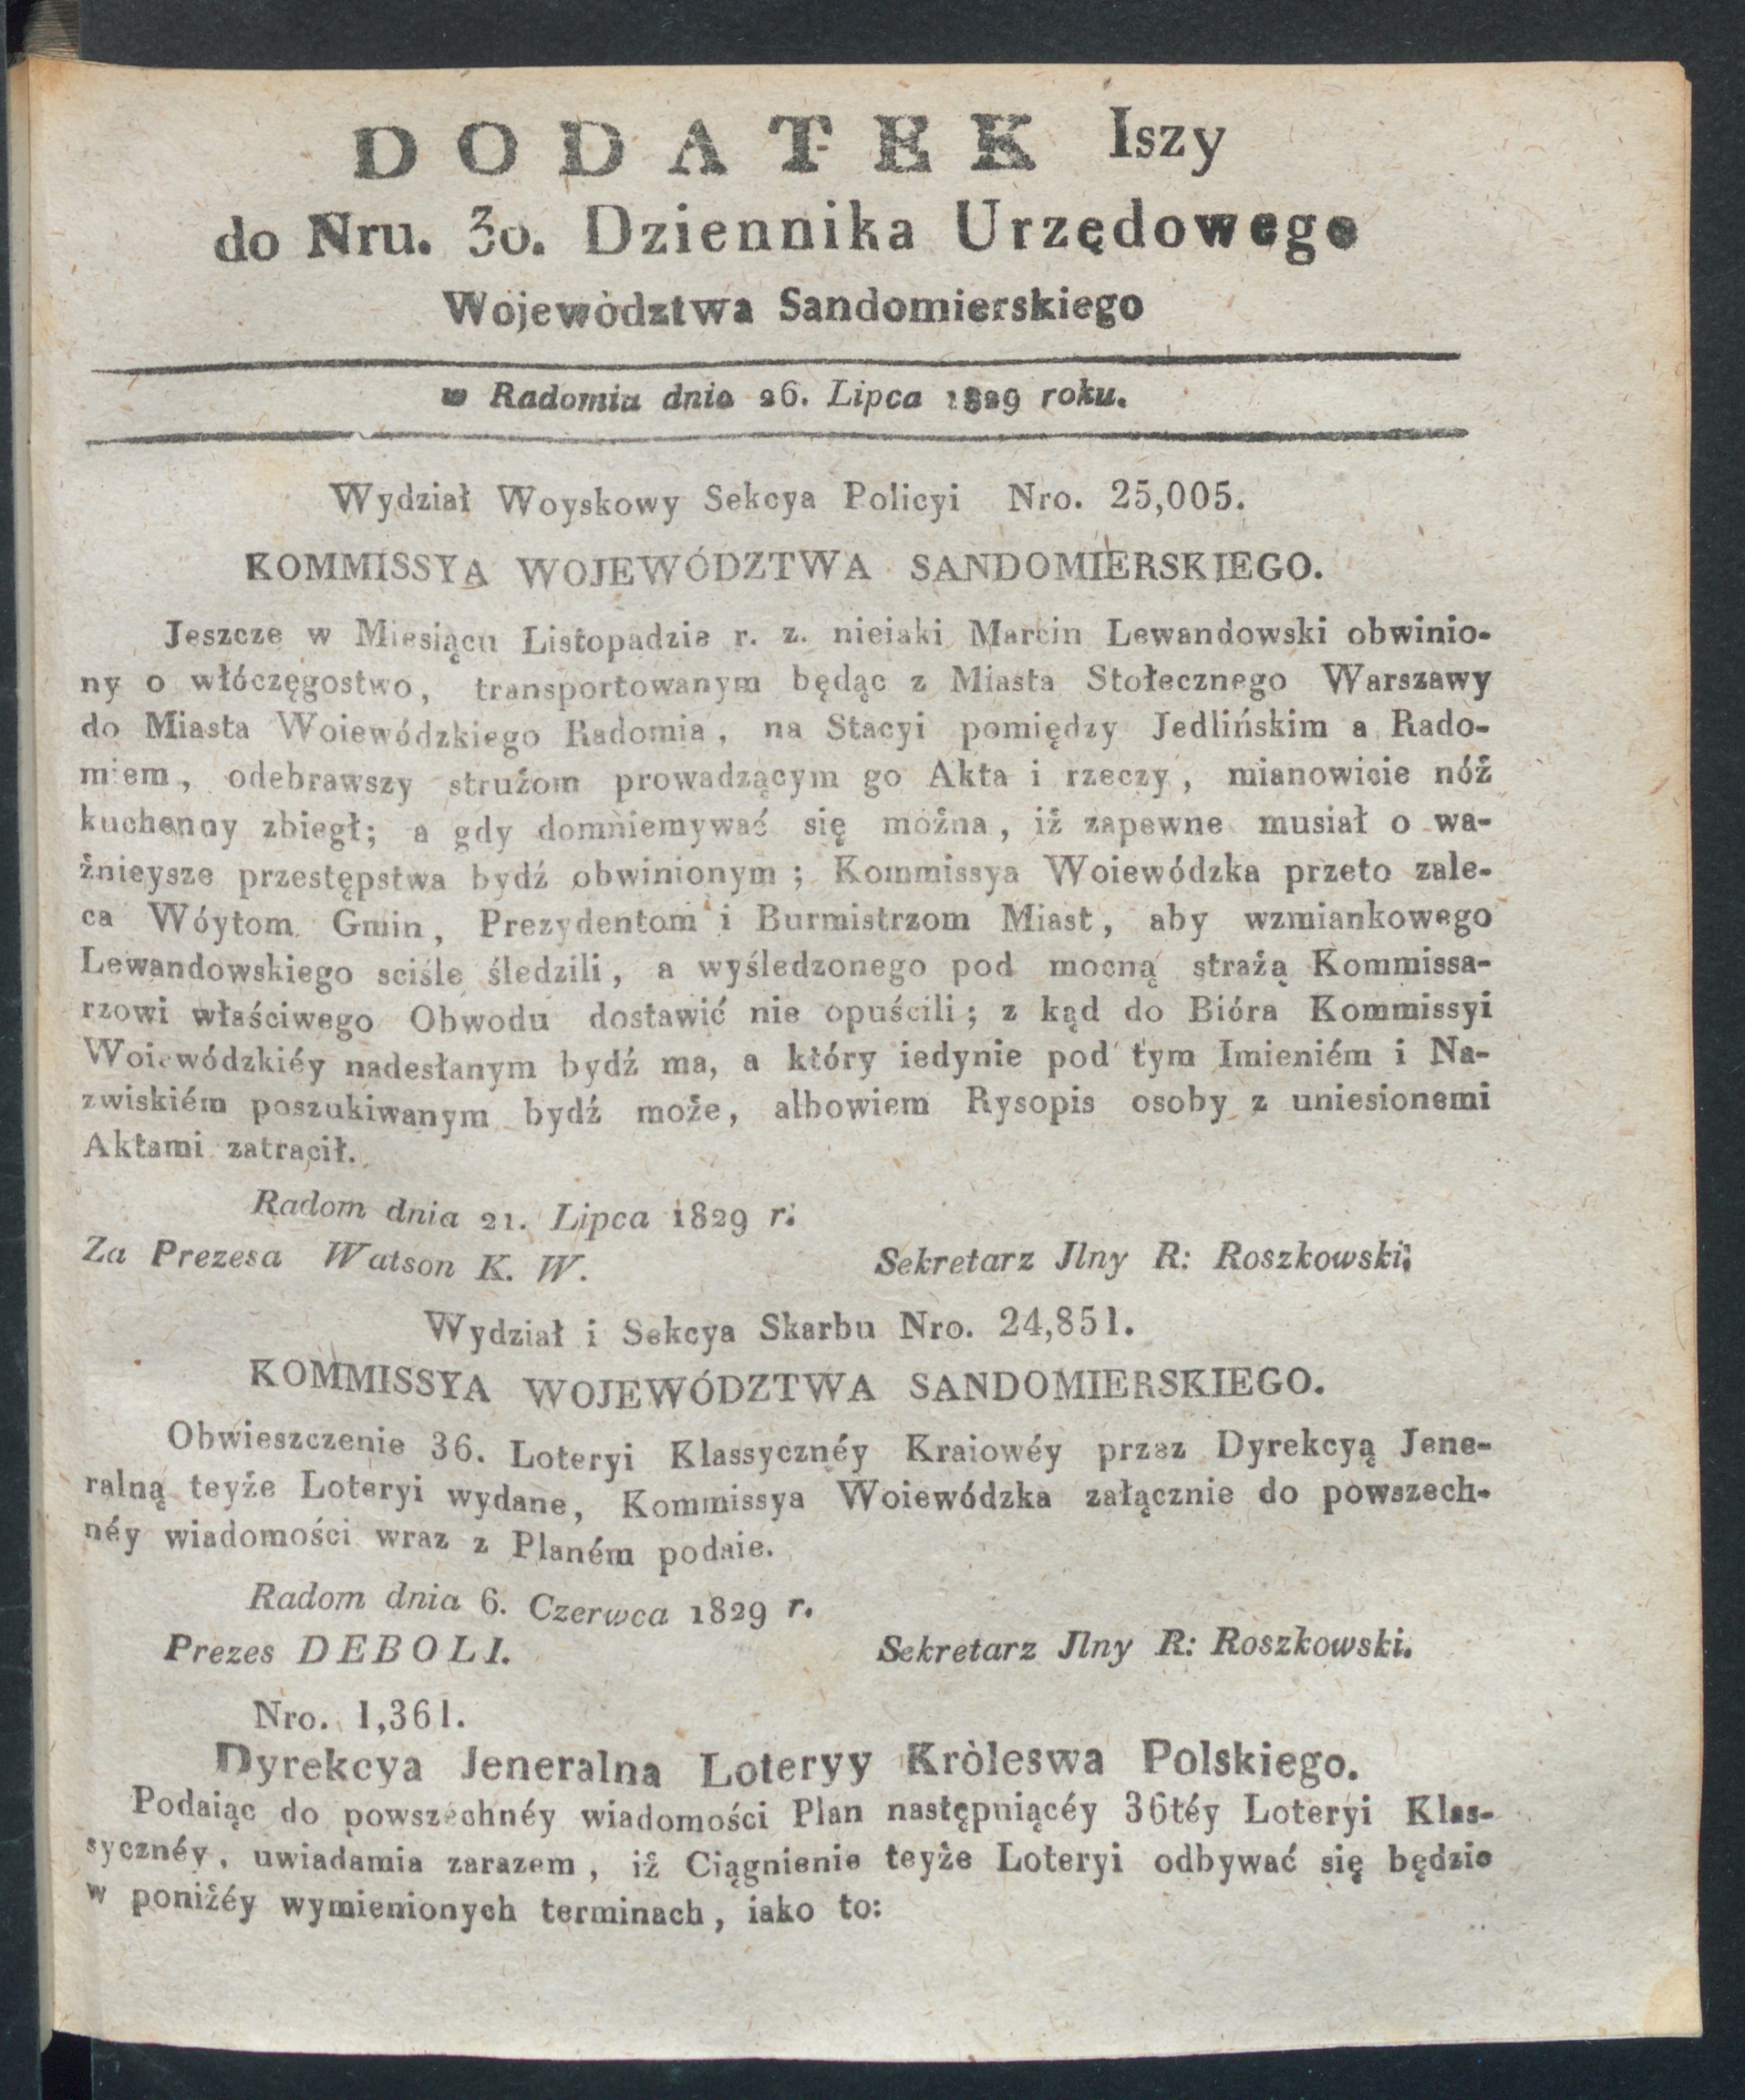 DODATEK Iszy
do Nru. 30. Dziennika Urzędowego
Województwa Sandomierskiego
w Radomiu dnia 26. Lipca 1829 roku.
Wydział Woyskowy Sekcya Policyi Nro. 25,005.
KOMMISSYA WOJEWÓDZTWA SANDOMIERSKIEGO.
Jeszcze w Miesiącu Listopadzie r. z. nieiaki Marcin Lewandowski obwinio-
ny o włóczęgostwo, transportowanym będąc z Miasta Stołecznego Warszawy
do Miasta Woiewódzkiego Radomia, na Stacyi pomiędzy Jedlińskim a Rado-
miem, odebrawszy strużom prowadzącym go Akta i rzeczy, mianowicie nóż
kuchenny zbiegł; a gdy domniemywać się można, iż zapewne musiał o wa-
żnieysze przestępstwa bydź obwinionym; Kommissya Woiewódzka przeto zale-
ca Wóytom Gmin, Prezydentom i Burmistrzom Miast, aby wzmiankowego
Lewandowskiego sciśle śledzili, a wyśledzonego pod mocną strażą Kommissa-
rzowi właściwego Obwodu dostawić nie opuścili; z kąd do Bióra Kommissyi
Woiewódzkiéy nadesłanym bydź ma, a który iedynie pod tym Imieniém i Na-
zwiskiém poszukiwanym bydź może, albowiem Rysopis osoby z uniesionemi
Aktami zatracił.
Radom dnia 21. Lipca 1829 r.
Za Prezesa Watson K. W. Sekretarz Jlny R: Roszkowski.
Wydział i Sekcya Skarbu Nro. 24,851.
KOMMISSYA WOJEWÓDZTWA SANDOMIERSKIEGO.
Obwieszczenie 36. Loteryi Klassycznéy Kraiowéy przez Dyrekcyą Jene-
ralną teyże Loteryi wydane, Kommissya Woiewódzka załącznie do powszech-
néy wiadomości wraz z Planém podaie.
Radom dnia 6. Czerwca 1829 r.
Prezes DEBOLI. Sekretarz Jlny R: Roszkowski.
Nro. 1,361.
Dyrekcya Jeneralna Loteryy Kròleswa Polskiego.
Podaiąc do powszechnéy wiadomości Plan następuiącéy 36téy Loteryi Klas-
sycznéy, uwiadamia zarazem, iż Ciągnienie teyże Loteryi odbywać się będzie
w poniżéy wymienionych terminach, iako to: